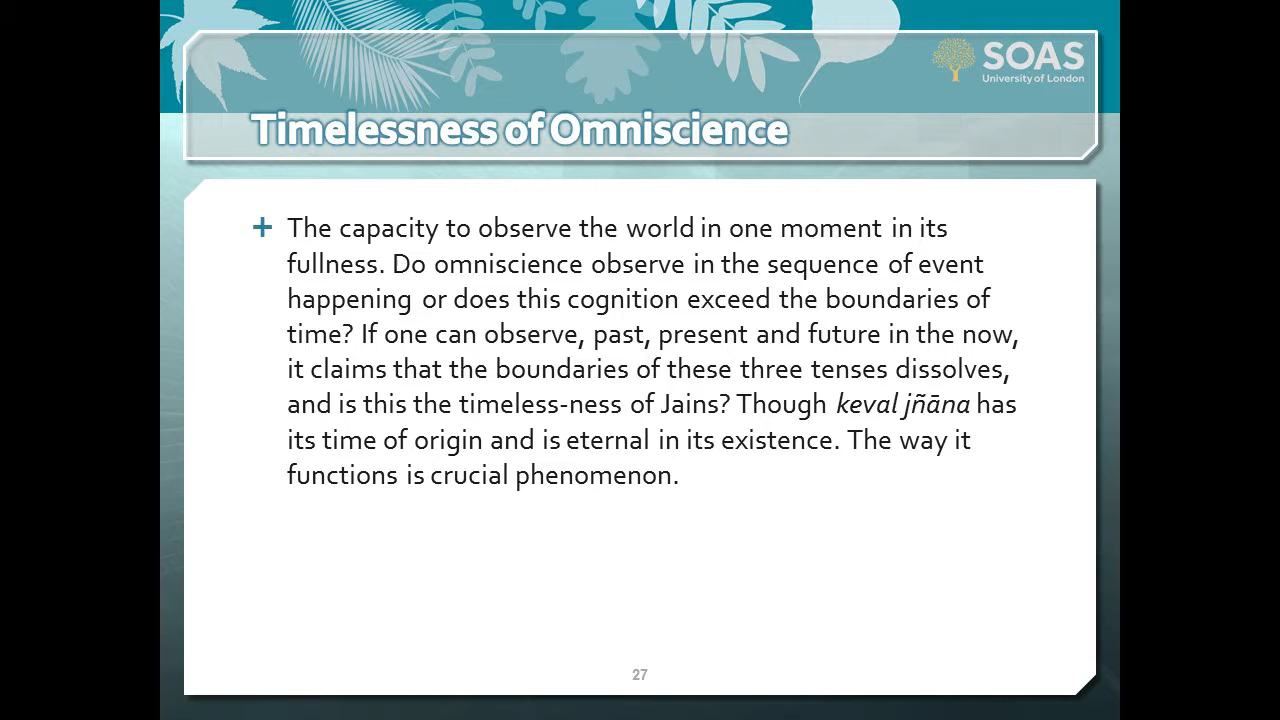 SOAS
University of London
Timelessness of Omniscience
+ The capacity to observe the world in one moment in its
fullness. Do omniscience observe in the sequence of event
happening or does this cognition exceed the boundaries of
time? If one can observe, past, present and future in the now,
it claims that the boundaries of these three tenses dissolves,
and is this the timeless-ness of Jains? Though keval jñāna has
its time of origin and is eternal in its existence. The way it
functions is crucial phenomenon.
27